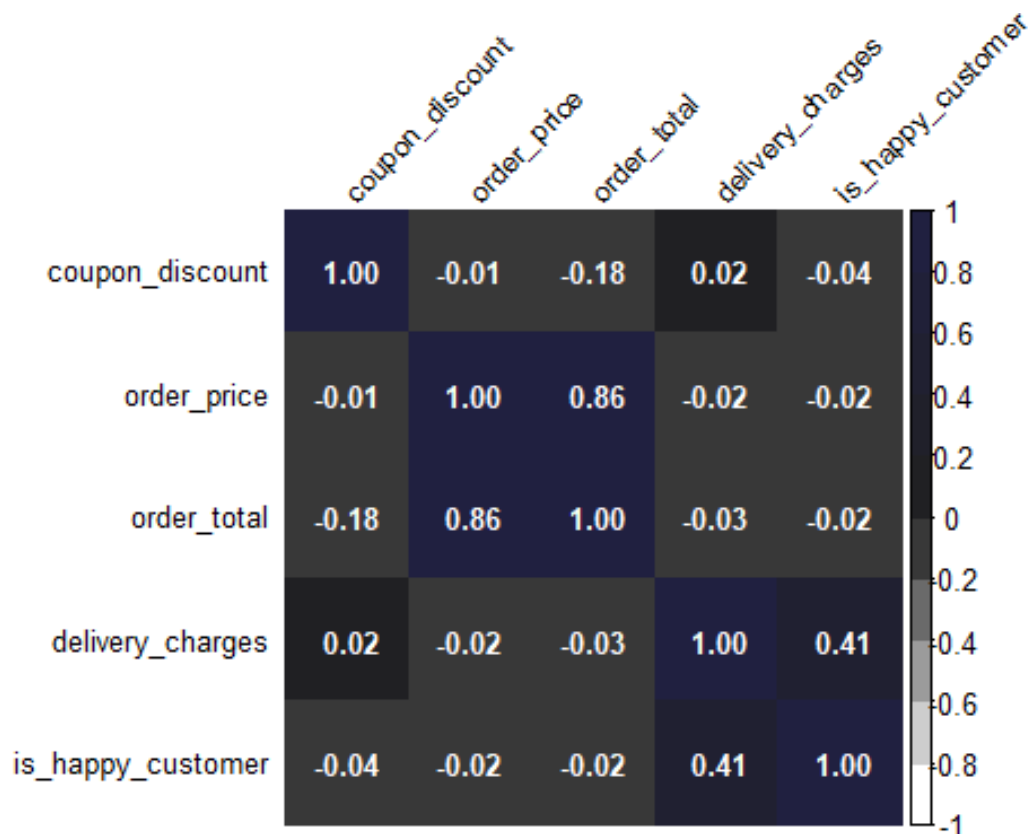 coupon_discount order_price order_total delivery_charges is_happy_customer
coupon_discount 1.00 -0.01 -0.18 0.02 -0.04
order_price -0.01 1.00 0.86 -0.02 -0.02
order_total -0.18 0.86 1.00 -0.03 -0.02
delivery_charges 0.02 -0.02 -0.03 1.00 0.41
is_happy_customer -0.04 -0.02 -0.02 0.41 1.00
1
0.8
0.6
0.4
0.2
0
-0.2
-0.4
-0.6
-0.8
-1